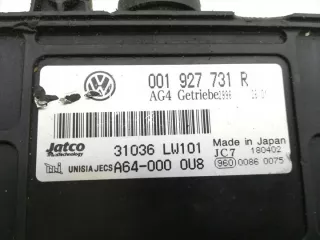 001 927 731 R
AG4 Getriebe
Jatco
31036 LW101
Made in Japan
JC7 180402
UNISIA JECS A64-000 0U8
960 0086 0075